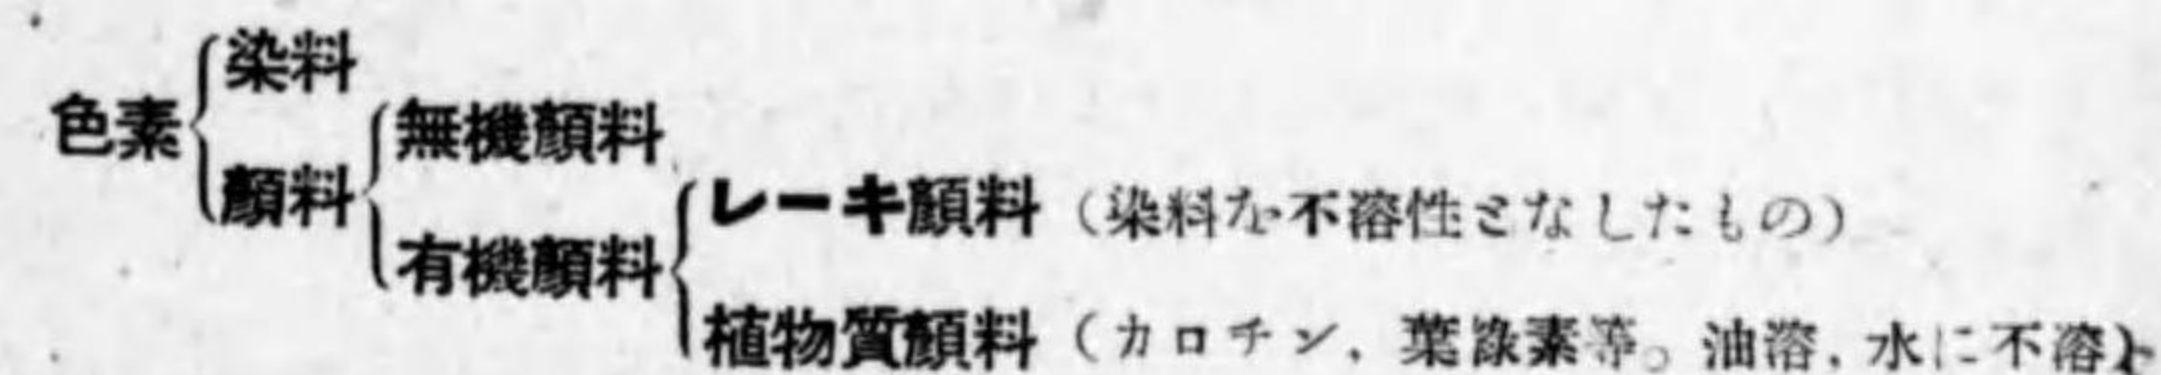 染料
色素
無機顔料
顔料
レーキ顔料（染料を不溶性となしたもの）
有機顔料
植物質顔料（カロチン、葉緑素等。油溶、水に不溶）